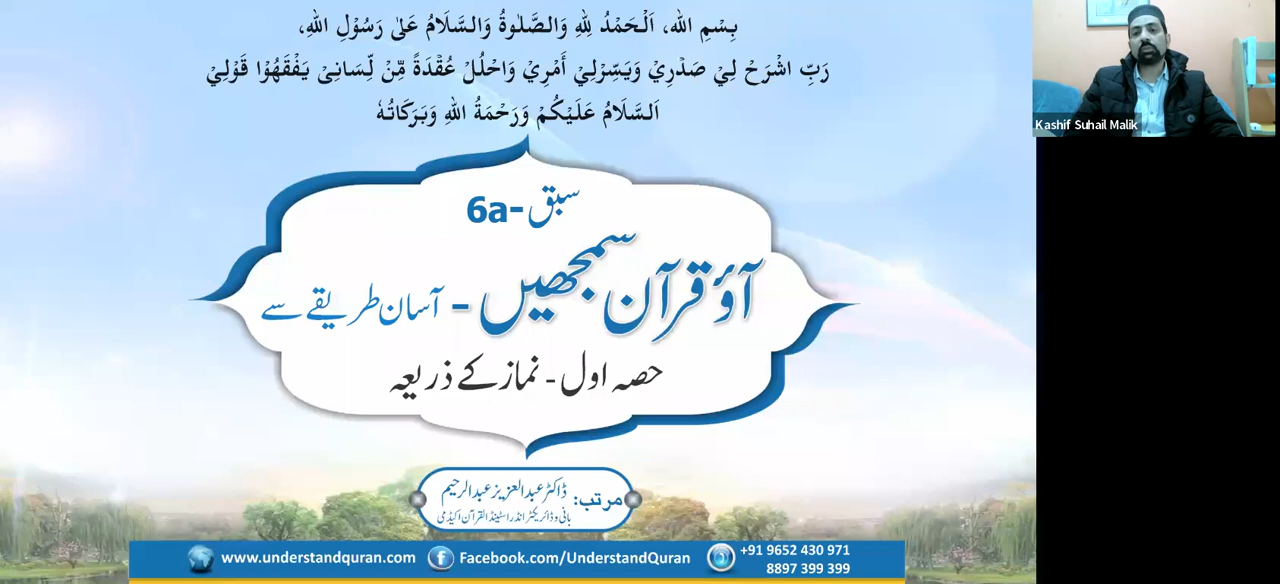 بِسْمِ اللہ، اَلْحَمْدُ لِلّٰهِ وَالصَّلٰوةُ وَالسَّلَامُ عَلٰی رَسُوْلِ اللهِ،
رَبِّ اشْرَحْ لِيْ صَدْرِيْ وَيَسِّرْلِيْ أَمْرِيْ وَاحْلُلْ عُقْدَةً مِّنْ لِّسَانِیْ يَفْقَهُوْا قَوْلِيْ
اَلسَّلَامُ عَلَيْكُمْ وَرَحْمَةُ اللهِ وَبَرَكَاتُهٗ
Kashif Suhail Malik
سبق-6a
آؤ قرآن سمجھیں - آسان طریقے سے
حصہ اول - نماز کے ذریعہ
مرتب: ڈاکٹر عبدالعزیز عبدالرحیم
بانی و ڈائریکٹر انڈراسٹینڈ القرآن اکیڈمی
www.understandquran.com
Facebook.com/UnderstandQuran
+91 9652 430 971
8897 399 399